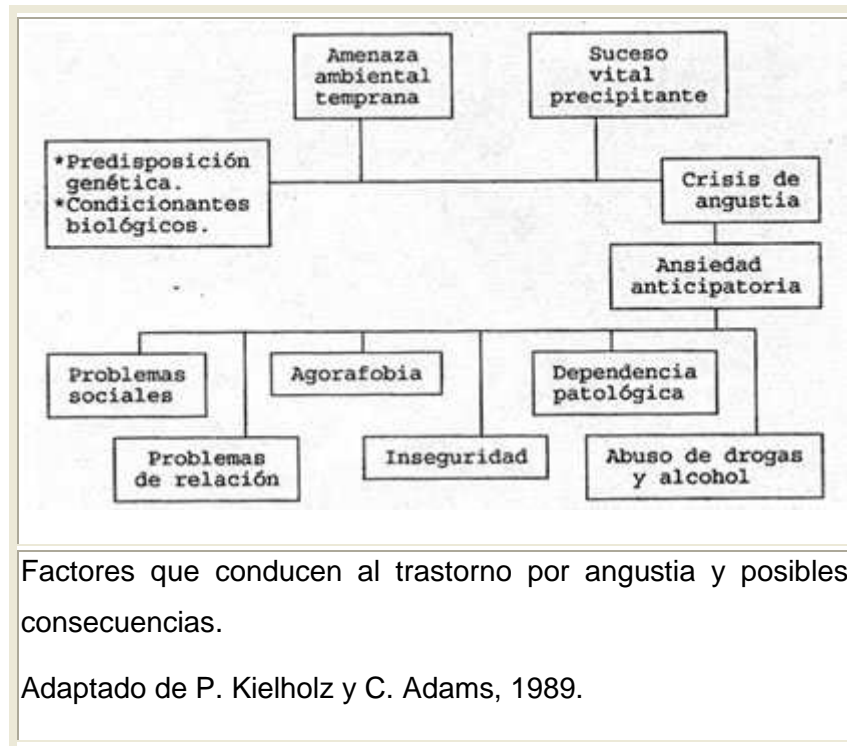 Amenaza
ambiental
temprana
Suceso
vital
precipitante
*Predisposición
genética.
*Condicionantes
biológicos.
Crisis de
angustia
Ansiedad
anticipatoria
Problemas
sociales
Agorafobia
Dependencia
patológica
Problemas
de relación
Inseguridad
Abuso de drogas
y alcohol
Factores que conducen al trastorno por angustia y posibles
consecuencias.
Adaptado de P. Kielholz y C. Adams, 1989.